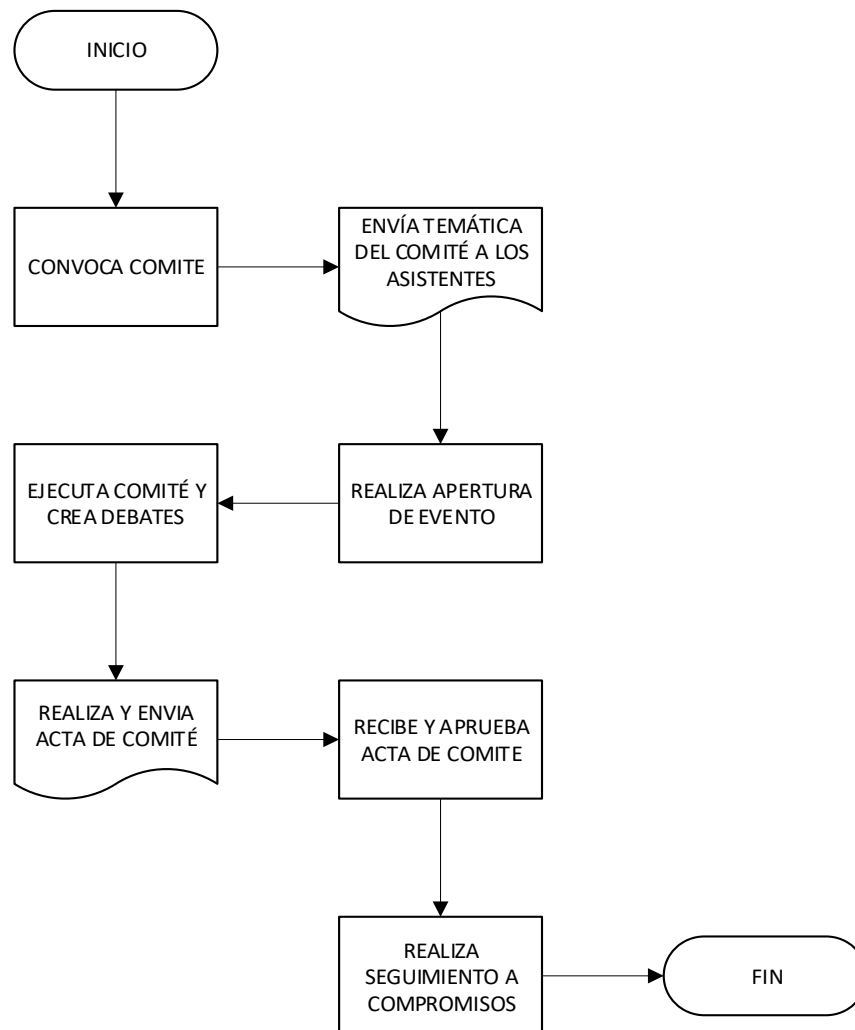 INICIO
CONVOCA COMITE
ENVÍA TEMÁTICA
DEL COMITÉ A LOS
ASISTENTES
REALIZA APERTURA
DE EVENTO
EJECUTA COMITÉ Y
CREA DEBATES
REALIZA Y ENVIA
ACTA DE COMITÉ
RECIBE Y APRUEBA
ACTA DE COMITE
REALIZA
SEGUIMIENTO A
COMPROMISOS
FIN